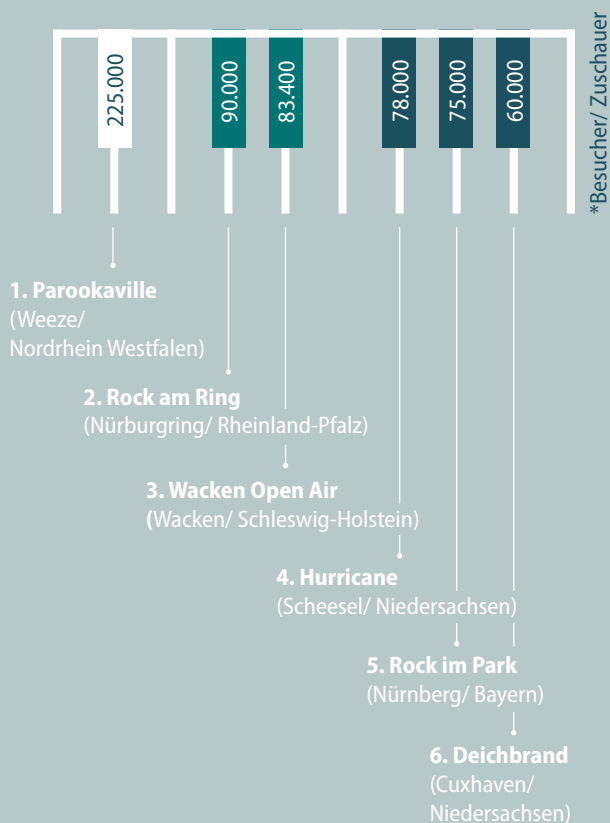 225.000
90.000
83.400
78.000
75.000
60.000
*Besucher/ Zuschauer
1. Parookaville
(Weeze/
Nordrhein Westfalen)
2. Rock am Ring
(Nürburgring/ Rheinland-Pfalz)
3. Wacken Open Air
(Wacken/ Schleswig-Holstein)
4. Hurricane
(Scheesel/ Niedersachsen)
5. Rock im Park
(Nürnberg/ Bayern)
6. Deichbrand
(Cuxhaven/
Niedersachsen)